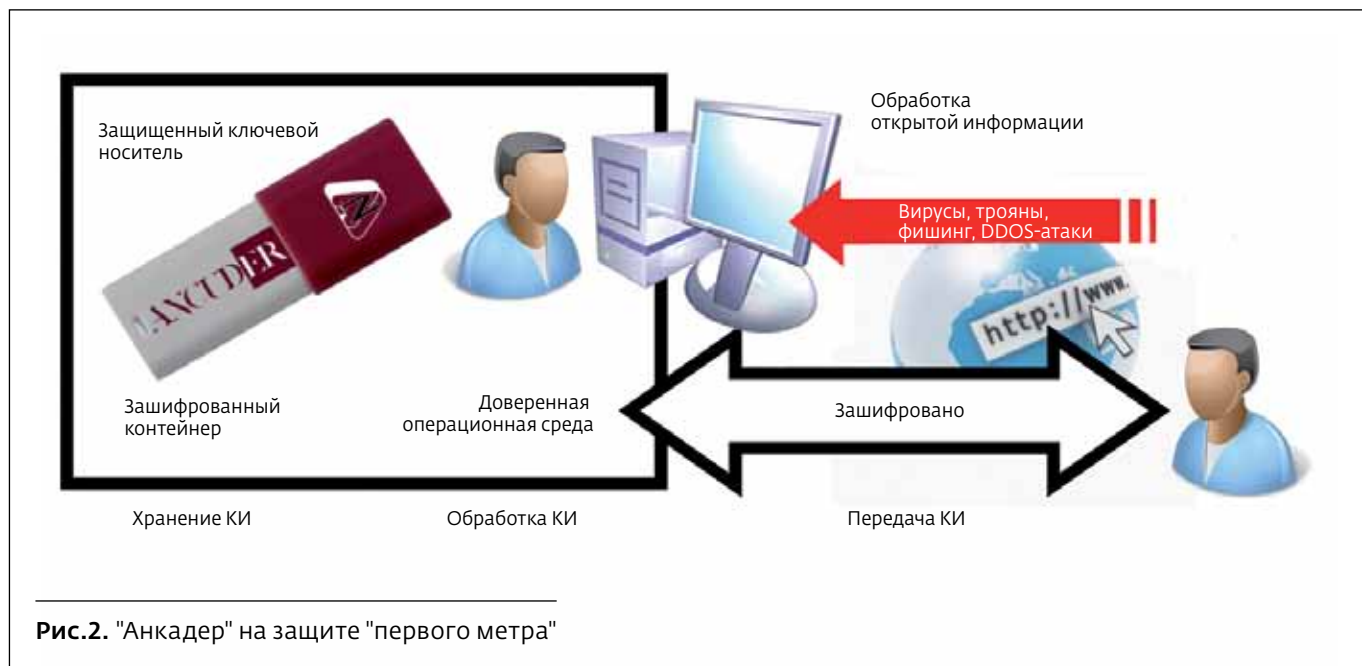 Защищенный ключевой
носитель
ANCUDER
Зашифрованный
контейнер
Доверенная
операционная среда
Обработка
открытой информации
Вирусы, трояны,
фишинг, DDOS-атаки
http://www.
Зашифровано
Хранение КИ
Обработка КИ
Передача КИ
Рис.2. "Анкадер" на защите "первого метра"